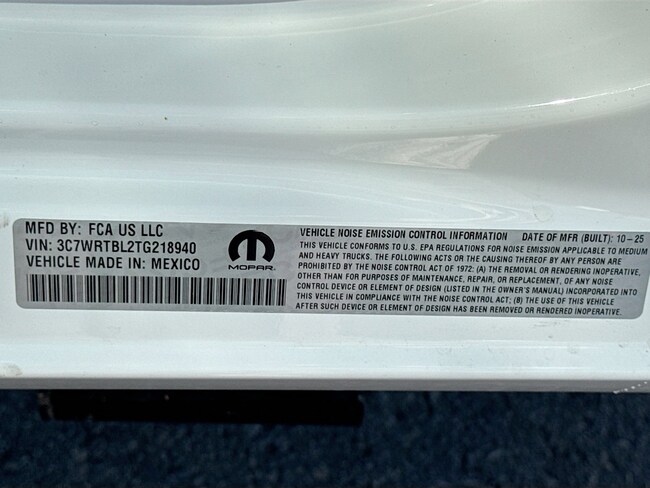 MFD BY: FCA US LLC
VIN: 3C7WRTBL2TG218940
VEHICLE MADE IN: MEXICO
MOPAR
VEHICLE NOISE EMISSION CONTROL INFORMATION DATE OF MFR (BUILT): 10-25
THIS VEHICLE CONFORMS TO U.S. EPA REGULATIONS FOR NOISE EMISSION APPLICABLE TO MEDIUM
AND HEAVY TRUCKS. THE FOLLOWING ACTS OR THE CAUSING THEREOF BY ANY PERSON ARE
PROHIBITED BY THE NOISE CONTROL ACT OF 1972: (A) THE REMOVAL OR RENDERING INOPERATIVE,
OTHER THAN FOR PURPOSES OF MAINTENANCE, REPAIR, OR REPLACEMENT, OF ANY NOISE
CONTROL DEVICE OR ELEMENT OF DESIGN (LISTED IN THE OWNER'S MANUAL) INCORPORATED INTO
THIS VEHICLE IN COMPLIANCE WITH THE NOISE CONTROL ACT; (B) THE USE OF THIS VEHICLE
AFTER SUCH DEVICE OR ELEMENT OF DESIGN HAS BEEN REMOVED OR RENDERED INOPERATIVE.